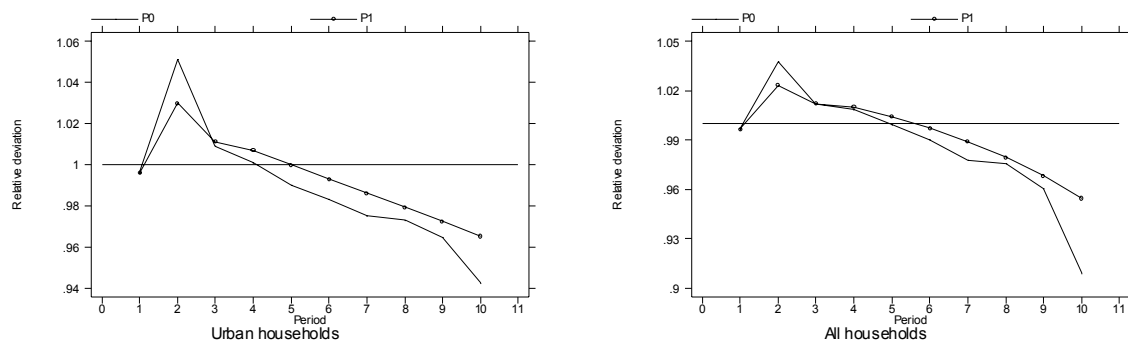 P0 P1
1.06
1.04
1.02
1
.98
.96
.94
Relative deviation
0 1 2 3 4 5 6 7 8 9 10 11
Period
Urban households
P0 P1
1.05
1.02
.99
.96
.93
.9
Relative deviation
0 1 2 3 4 5 6 7 8 9 10 11
Period
All households